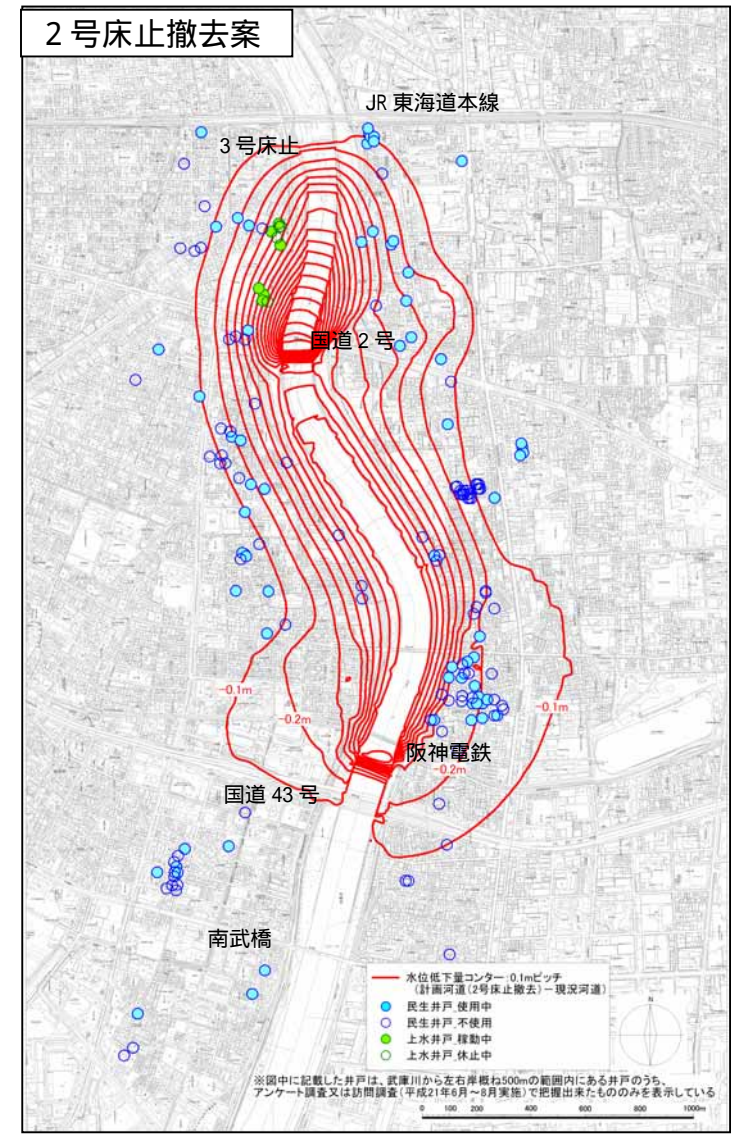 2号床止撤去案
JR 東海道本線
3号床止
国道2号
-0.1m
-0.2m
-0.1m
阪神電鉄
-0.2m
国道 43 号
南武橋
水位低下量コンター:0.1mピッチ
(計画河道(2号床止撤去)-現況河道)
民生井戸_使用中
民生井戸_不使用
上水井戸_稼動中
上水井戸_休止中
N
※図中に記載した井戸は、武庫川から左右岸概ね500mの範囲内にある井戸のうち、
アンケート調査又は訪問調査(平成21年6月~8月実施)で把握出来たもののみを表示している
0 100 200 400 600 800 1000m